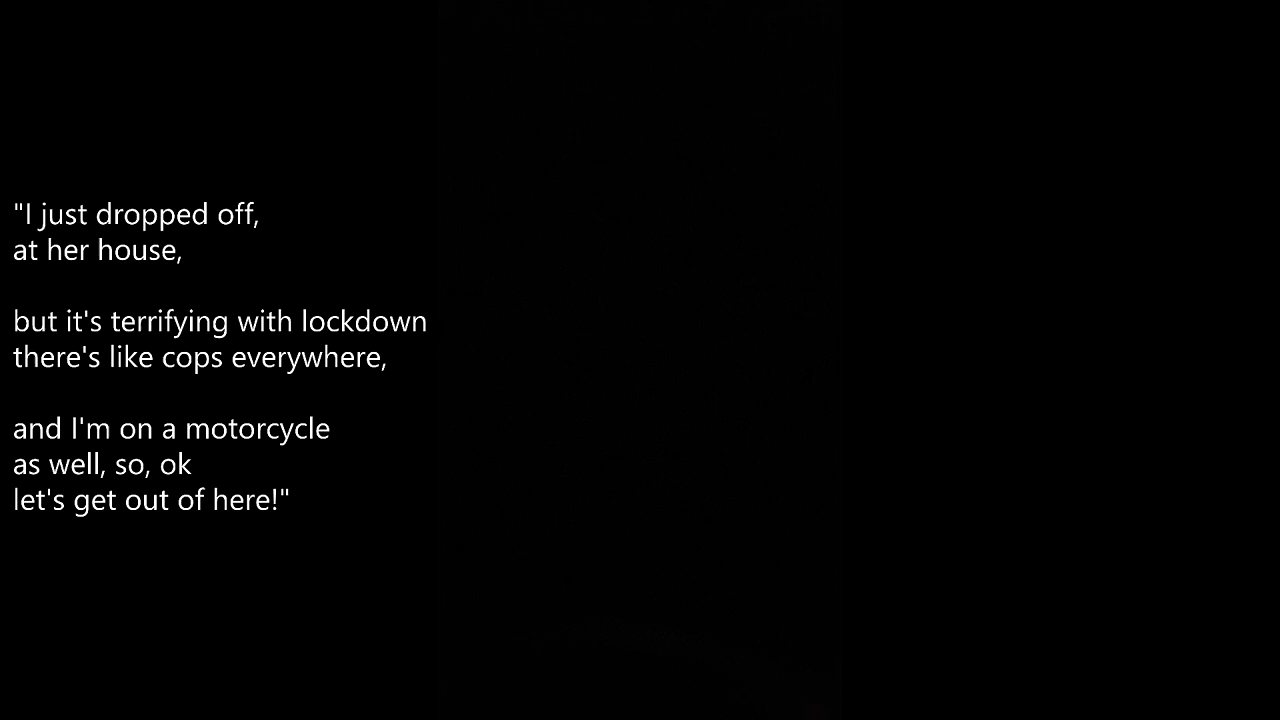 "I just dropped off,
at her house,
but it's terrifying with lockdown
there's like cops everywhere,
and I'm on a motorcycle
as well, so, ok
let's get out of here!"